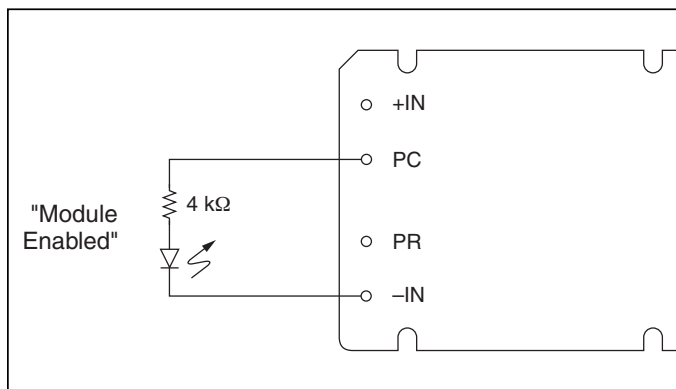 +IN
PC
4 kΩ
"Module
Enabled"
PR
–IN